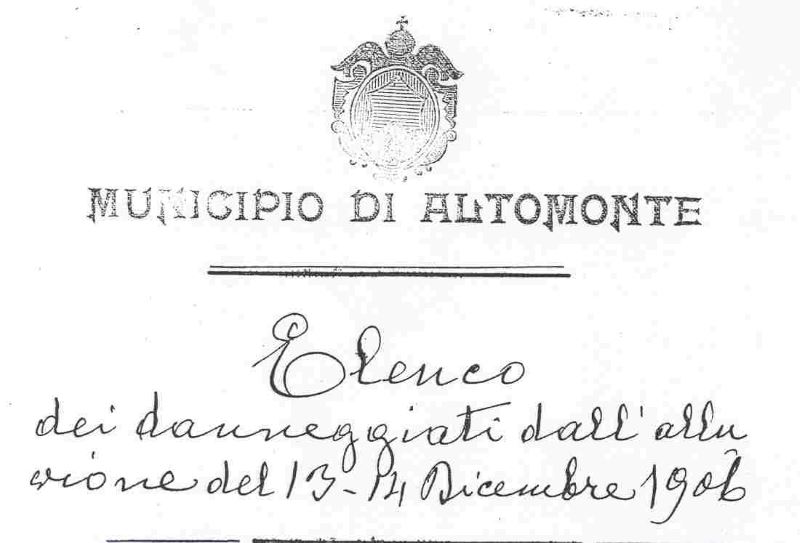 MUNICIPIO DI ALTOMONTE
Elenco
dei danneggiati dall'allu
vione del 13-14 Dicembre 1906